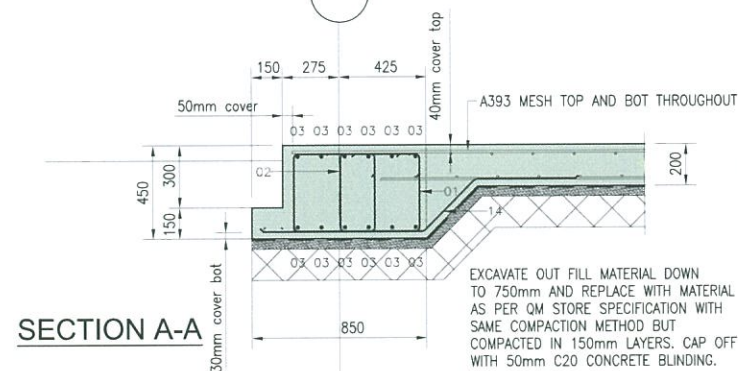 150 275 425
40mm cover top
50mm cover
A393 MESH TOP AND BOT THROUGHOUT
03 03 03 03 03 03
02
01
14
450
300
150
200
03 03 03 03 03 03
30mm cover bot
850
SECTION A-A
EXCAVATE OUT FILL MATERIAL DOWN
TO 750mm AND REPLACE WITH MATERIAL
AS PER QM STORE SPECIFICATION WITH
SAME COMPACTION METHOD BUT
COMPACTED IN 150mm LAYERS. CAP OFF
WITH 50mm C20 CONCRETE BLINDING.